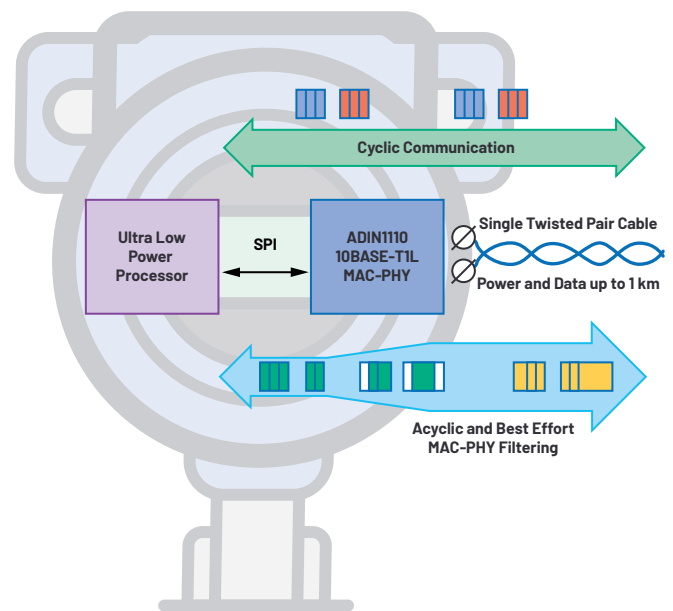 Cyclic Communication
Ultra Low
Power
Processor
SPI
ADIN1110
10BASE-T1L
MAC-PHY
Single Twisted Pair Cable
Power and Data up to 1 km
Acyclic and Best Effort
MAC-PHY Filtering